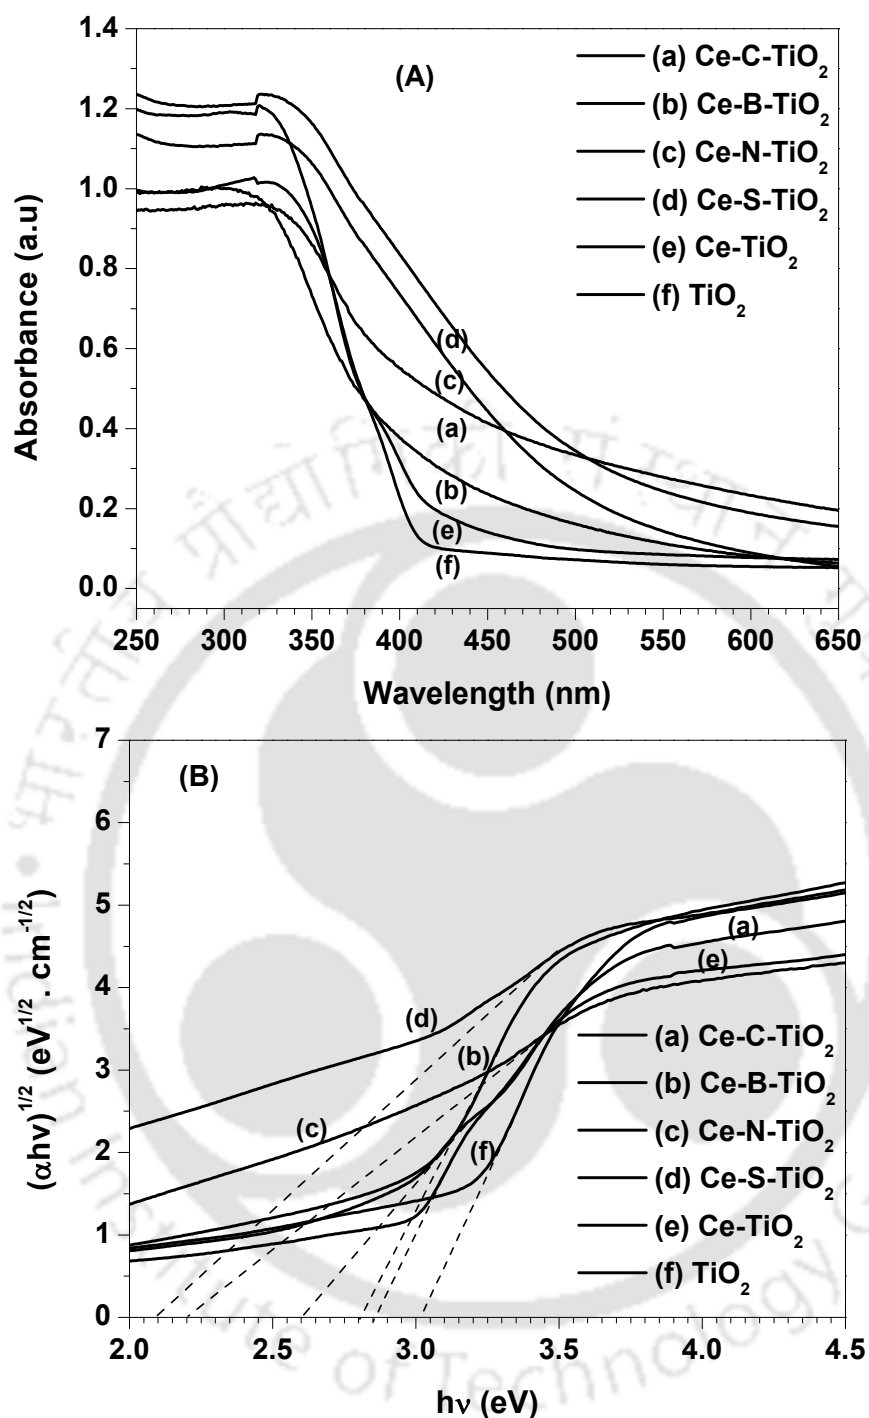 (A)
(a) Ce-C-TiO2
(b) Ce-B-TiO2
(c) Ce-N-TiO2
(d) Ce-S-TiO2
(e) Ce-TiO2
(f) TiO2
Absorbance (a.u)
1.4
1.2
1.0
0.8
0.6
0.4
0.2
0.0
(d)
(c)
(a)
(b)
(e)
(f)
250 300 350 400 450 500 550 600 650
Wavelength (nm)
(B)
(αhν)1/2 (eV1/2 . cm-1/2)
7
6
5
4
3
2
1
0
(a)
(e)
(d)
(b)
(c)
(f)
(a) Ce-C-TiO2
(b) Ce-B-TiO2
(c) Ce-N-TiO2
(d) Ce-S-TiO2
(e) Ce-TiO2
(f) TiO2
2.0 2.5 3.0 3.5 4.0 4.5
hν (eV)
Indian Institute of Technology G